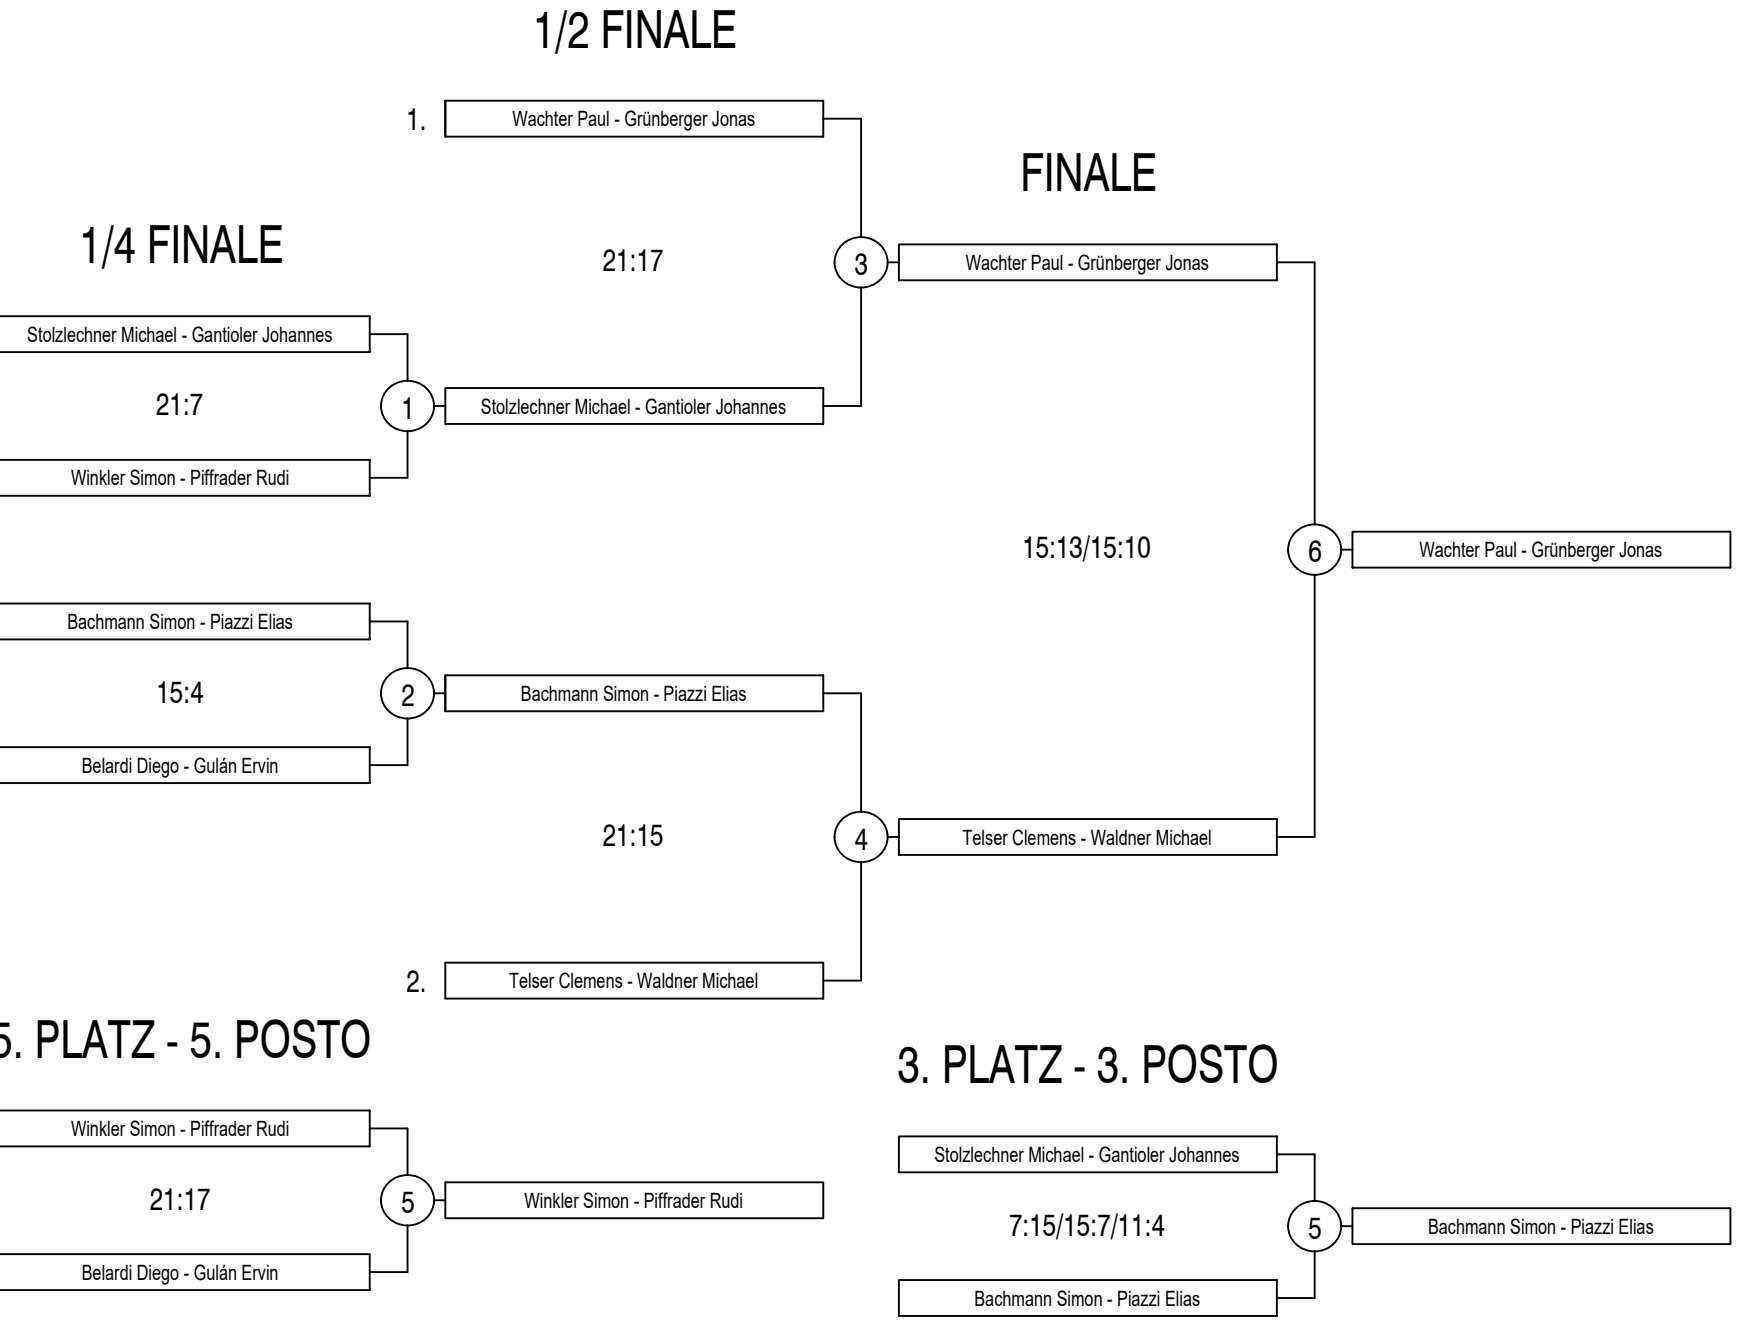 1/2 FINALE
1.
Wachter Paul - Grünberger Jonas
FINALE
1/4 FINALE
21:17
3
Wachter Paul - Grünberger Jonas
Stolzlechner Michael - Gantioler Johannes
21:7
1
Stolzlechner Michael - Gantioler Johannes
Winkler Simon - Piffrader Rudi
15:13/15:10
6
Wachter Paul - Grünberger Jonas
Bachmann Simon - Piazzi Elias
15:4
2
Bachmann Simon - Piazzi Elias
Belardi Diego - Gulán Ervin
21:15
4
Telser Clemens - Waldner Michael
2.
Telser Clemens - Waldner Michael
5. PLATZ - 5. POSTO
3. PLATZ - 3. POSTO
Winkler Simon - Piffrader Rudi
Stolzlechner Michael - Gantioler Johannes
21:17
5
Winkler Simon - Piffrader Rudi
7:15/15:7/11:4
5
Bachmann Simon - Piazzi Elias
Belardi Diego - Gulán Ervin
Bachmann Simon - Piazzi Elias